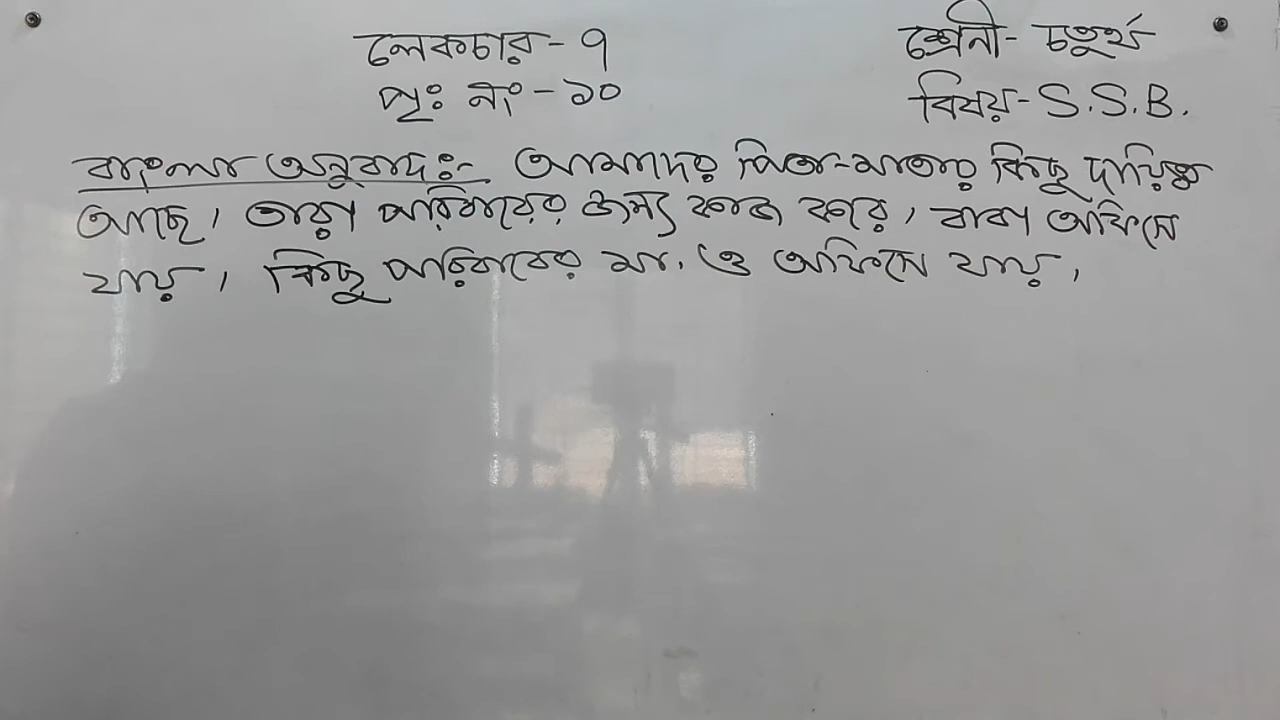 লেকচার - ৭
পৃঃ নং - ১০
শ্রেনী - চতুর্থ
বিষয় - S.S.B.
বাংলা অনুবাদঃ- আমাদের পিতা-মাতার কিছু দায়িত্ব
আছে। তারা পরিবারের জন্য কাজ করে। বাবা অফিসে
যায়। কিছু পরিবারের মা ও অফিসে যায়।